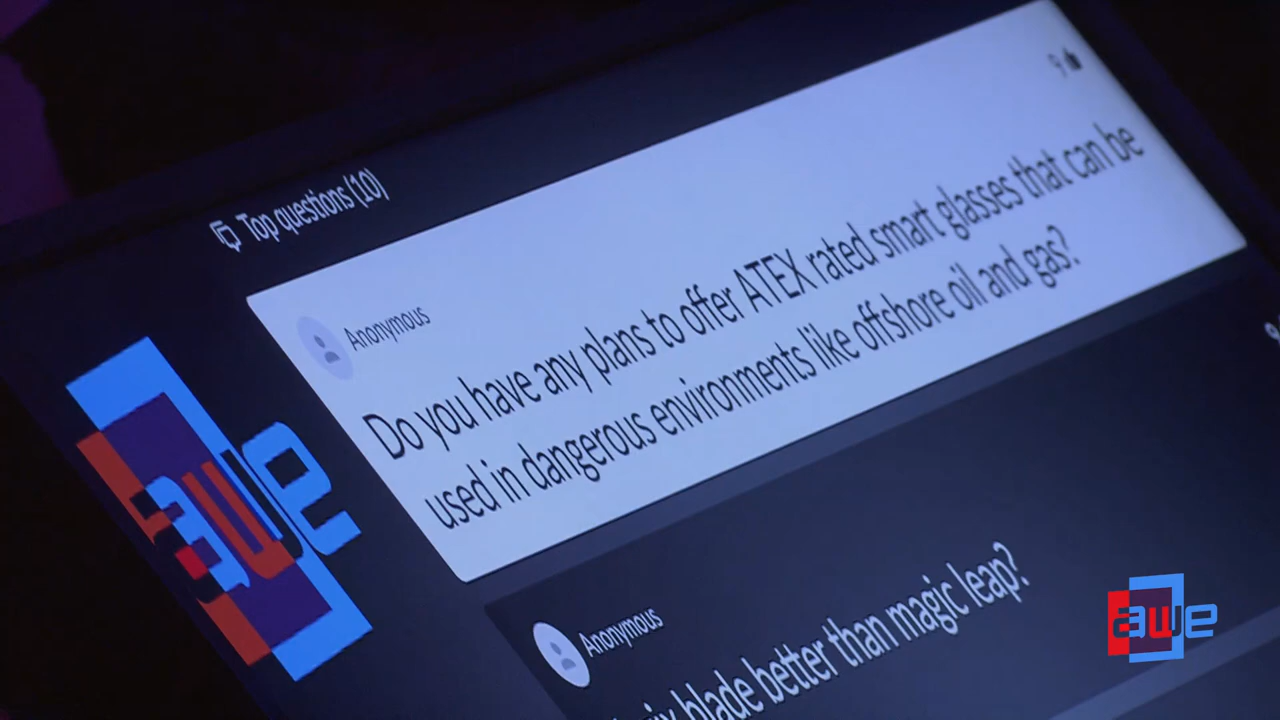 Top questions (10)
9
Anonymous
Do you have any plans to offer ATEX rated smart glasses that can be
used in dangerous environments like offshore oil and gas?
Anonymous
blade better than magic leap?
awe
awe